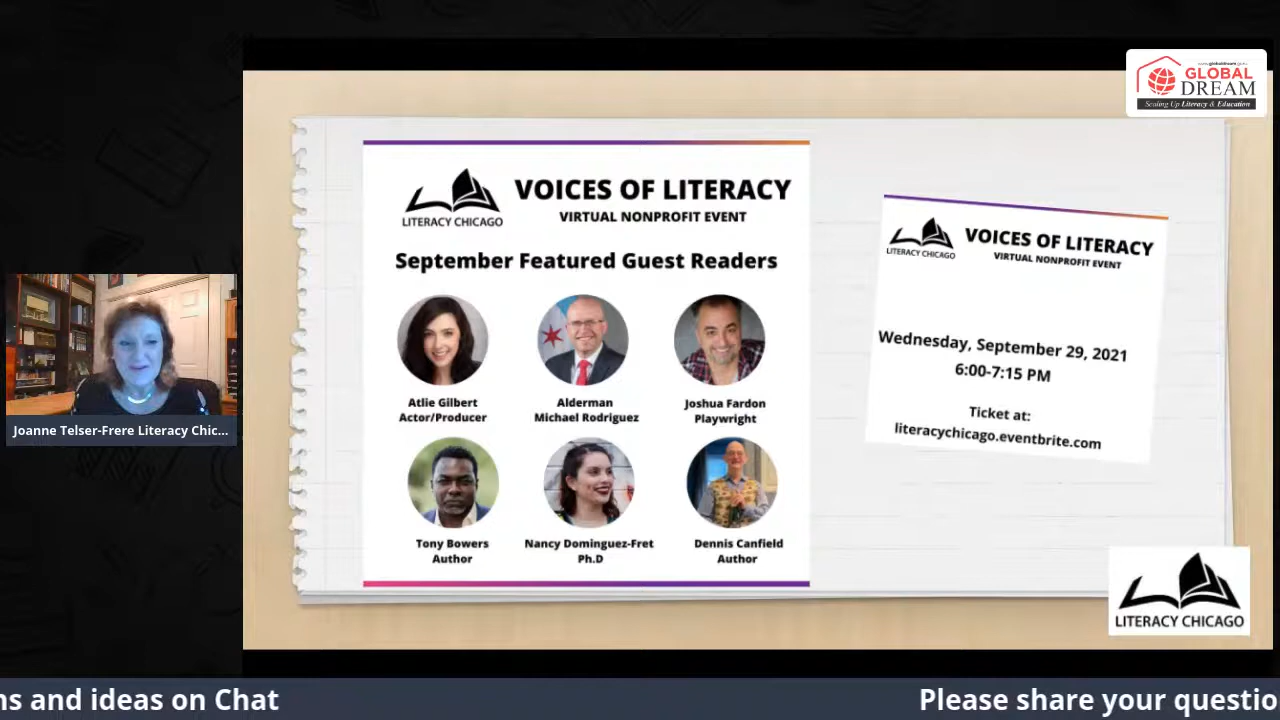 www.globaldream.guru
GLOBAL
DREAM
Scaling Up Literacy & Education
LITERACY CHICAGO
VOICES OF LITERACY
VIRTUAL NONPROFIT EVENT
September Featured Guest Readers
Atlie Gilbert
Actor/Producer
Alderman
Michael Rodriguez
Joshua Fardon
Playwright
Tony Bowers
Author
Nancy Dominguez-Fret
Ph.D
Dennis Canfield
Author
LITERACY CHICAGO
VOICES OF LITERACY
VIRTUAL NONPROFIT EVENT
Wednesday, September 29, 2021
6:00-7:15 PM
Ticket at:
literacychicago.eventbrite.com
Joanne Telser-Frere Literacy Chic...
LITERACY CHICAGO
ns and ideas on Chat
Please share your questio